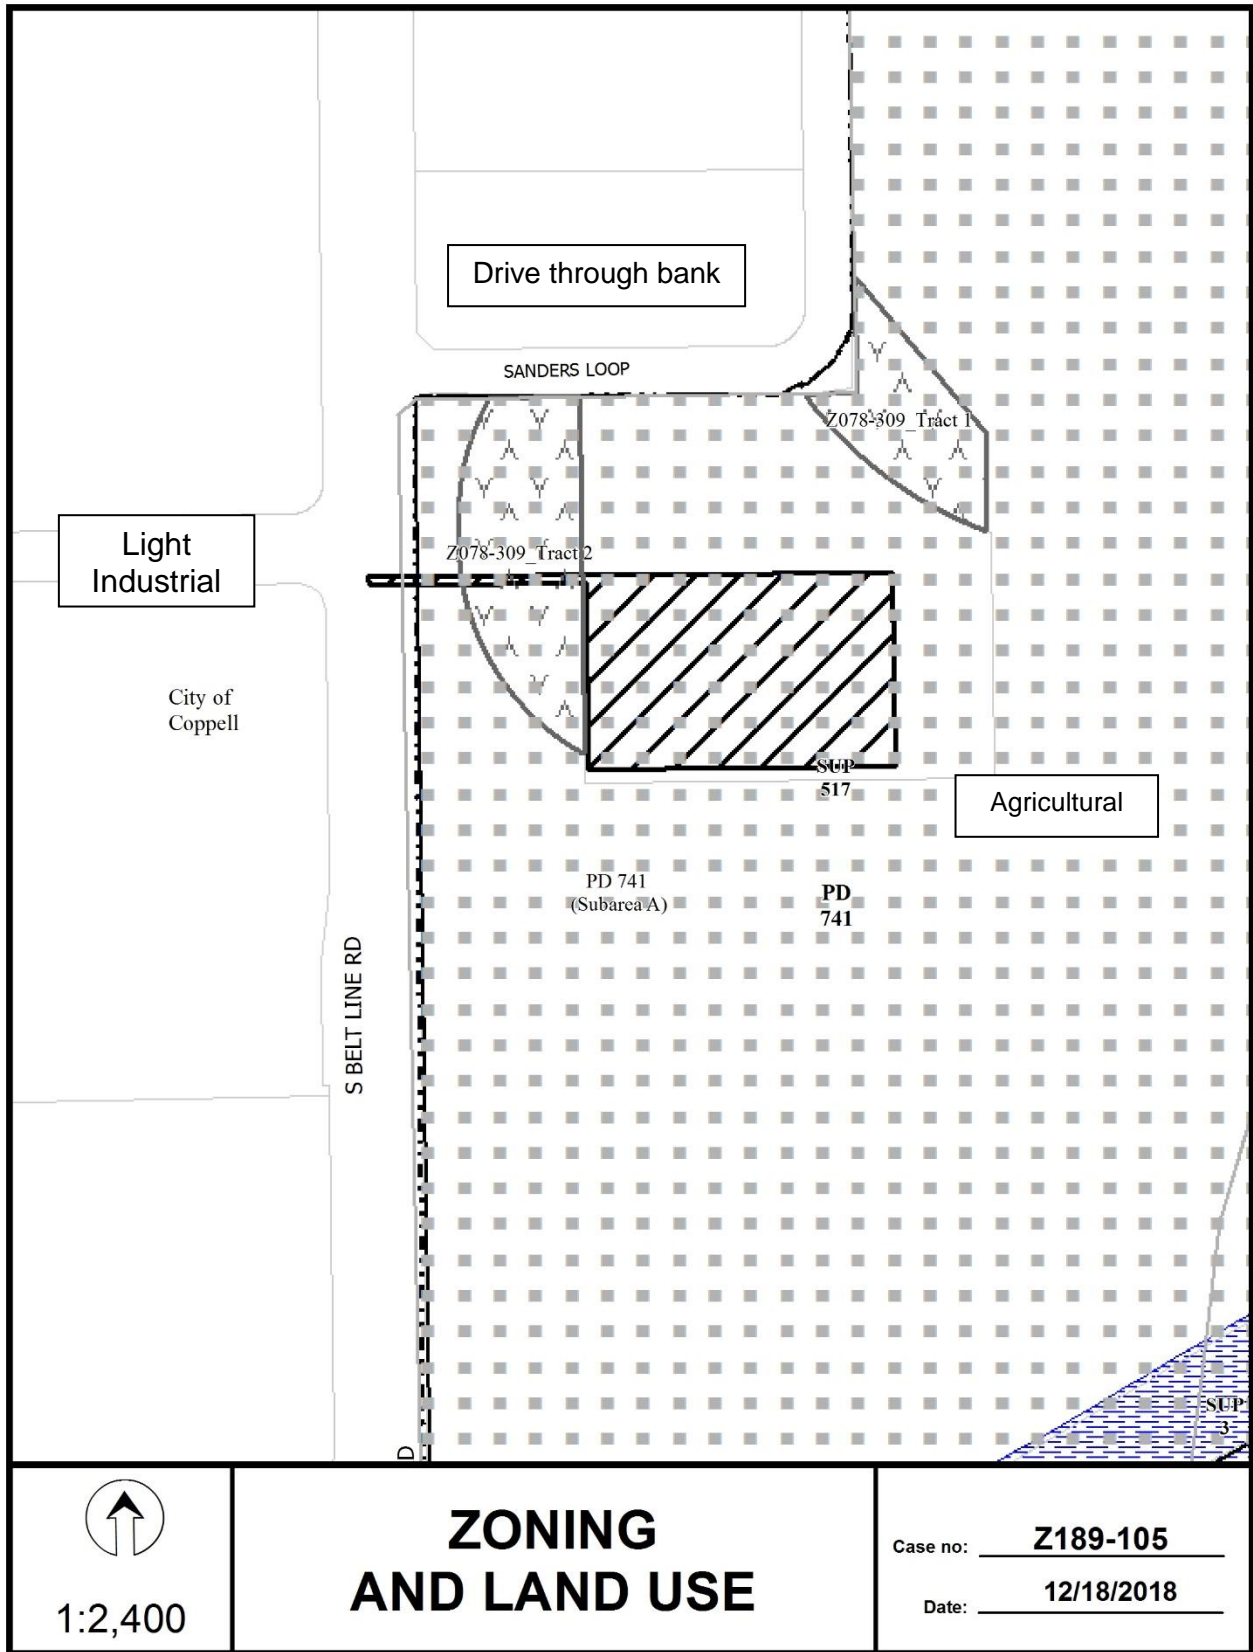 Drive through bank
SANDERS LOOP
Z078-309_Tract 1
Light
Industrial
Z078-309_Tract 2
City of
Coppell
SUP
517
Agricultural
PD 741
(Subarea A)
PD
741
S BELT LINE RD
SUP
3
D
1:2,400
ZONING
AND LAND USE
Case no: Z189-105
Date: 12/18/2018